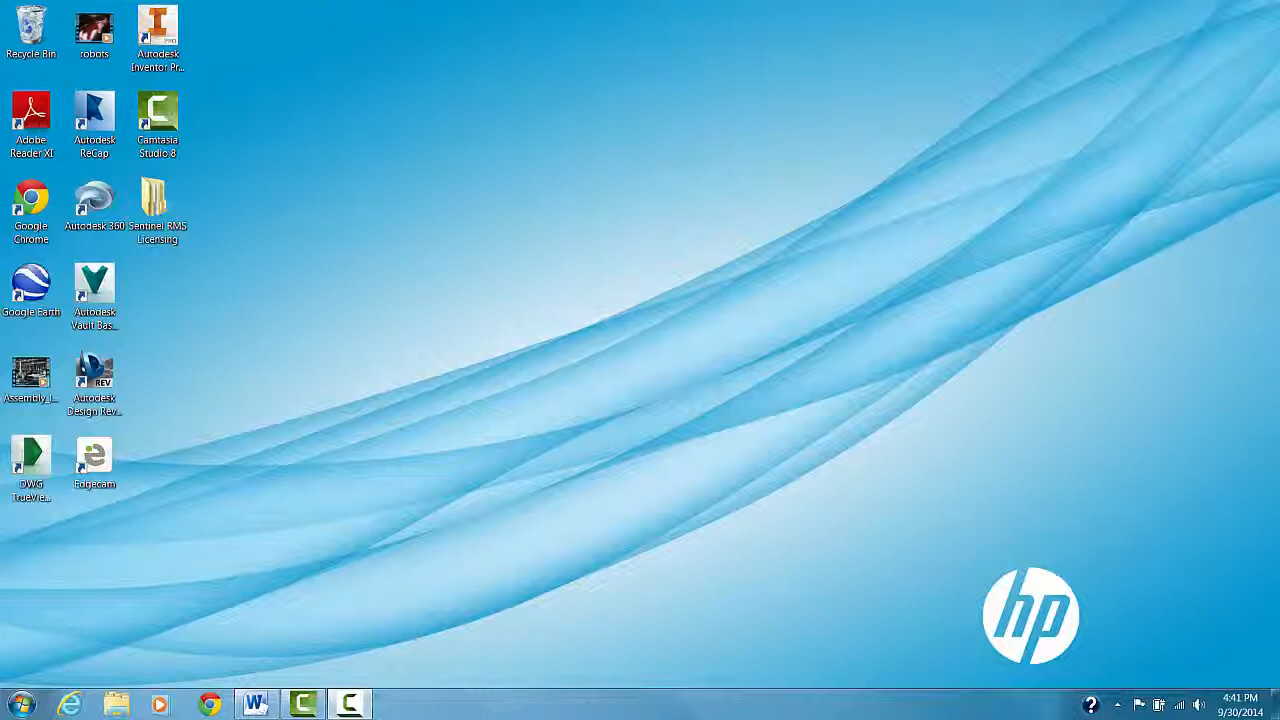 Recycle Bin
robots
Autodesk
Inventor Pr...
PRO
Adobe
Reader XI
Autodesk
ReCap
Camtasia
Studio 8
Google
Chrome
Autodesk 360
Sentinel RMS
Licensing
Google Earth
Autodesk
Vault Bas...
Assembly_I...
REV
Autodesk
Design Rev...
DWG
TrueVie...
Edgecam
hp
4:41 PM
9/30/2014